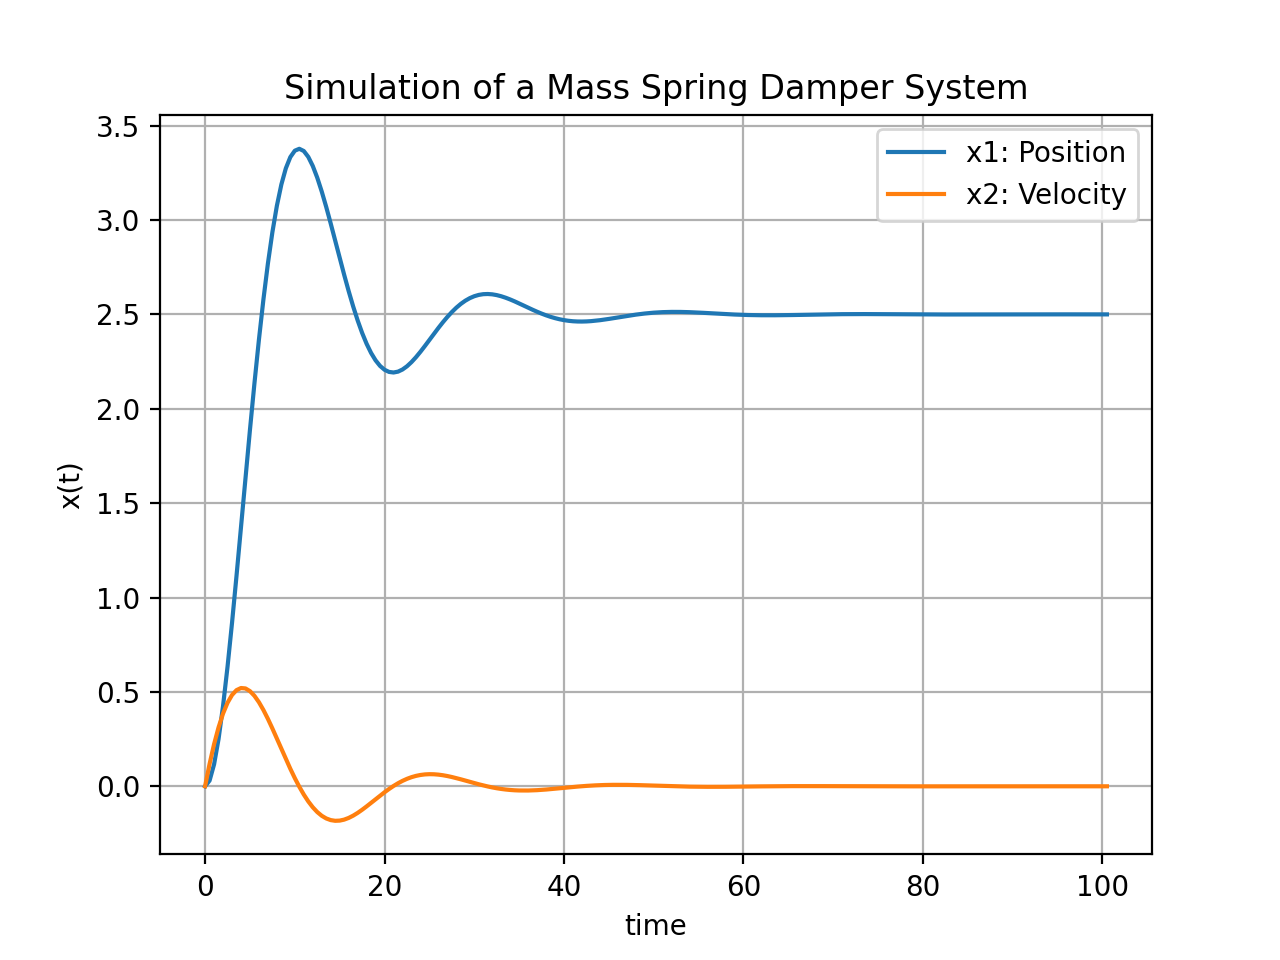 Simulation of a Mass Spring Damper System
x1: Position
x2: Velocity
x(t)
3.5
3.0
2.5
2.0
1.5
1.0
0.5
0.0
0 20 40 60 80 100
time